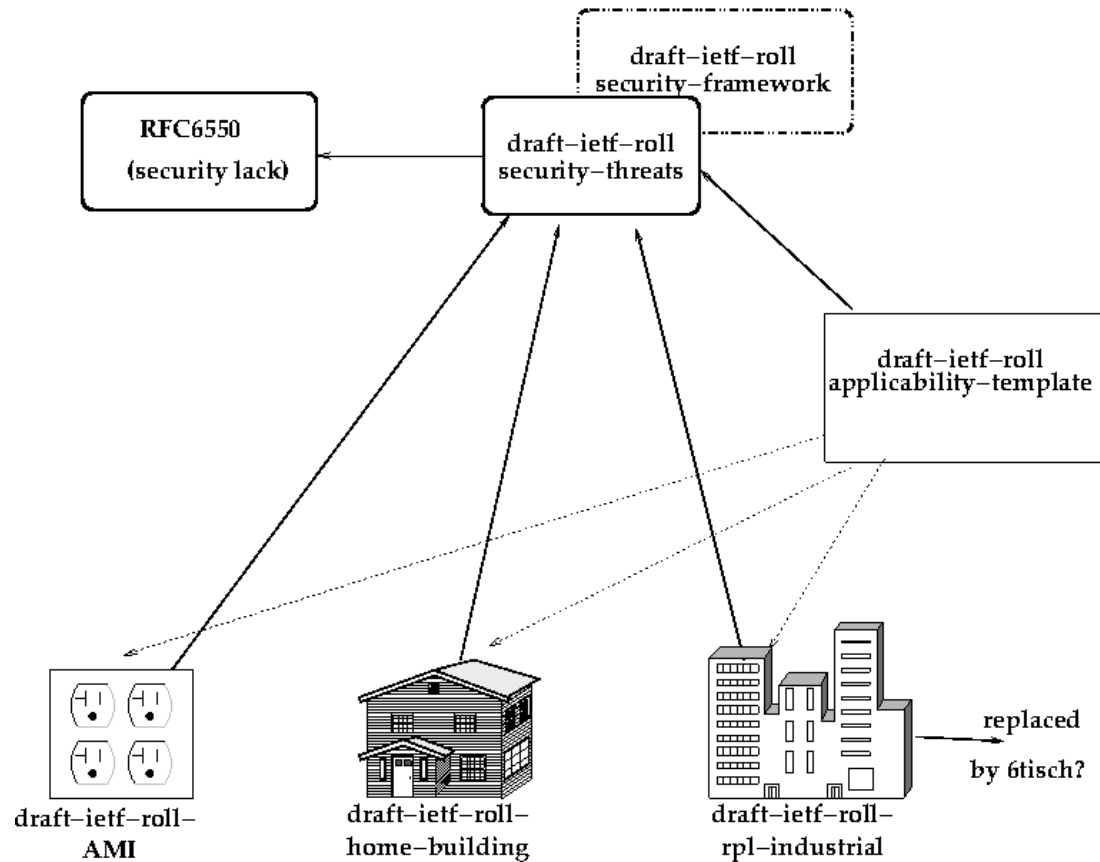 draft-ietf-roll
security-framework
RFC6550
(security lack)
draft-ietf-roll
security-threats
draft-ietf-roll
applicability-template
replaced
by 6tisch?
draft-ietf-roll-
AMI
draft-ietf-roll-
home-building
draft-ietf-roll-
rpl-industrial